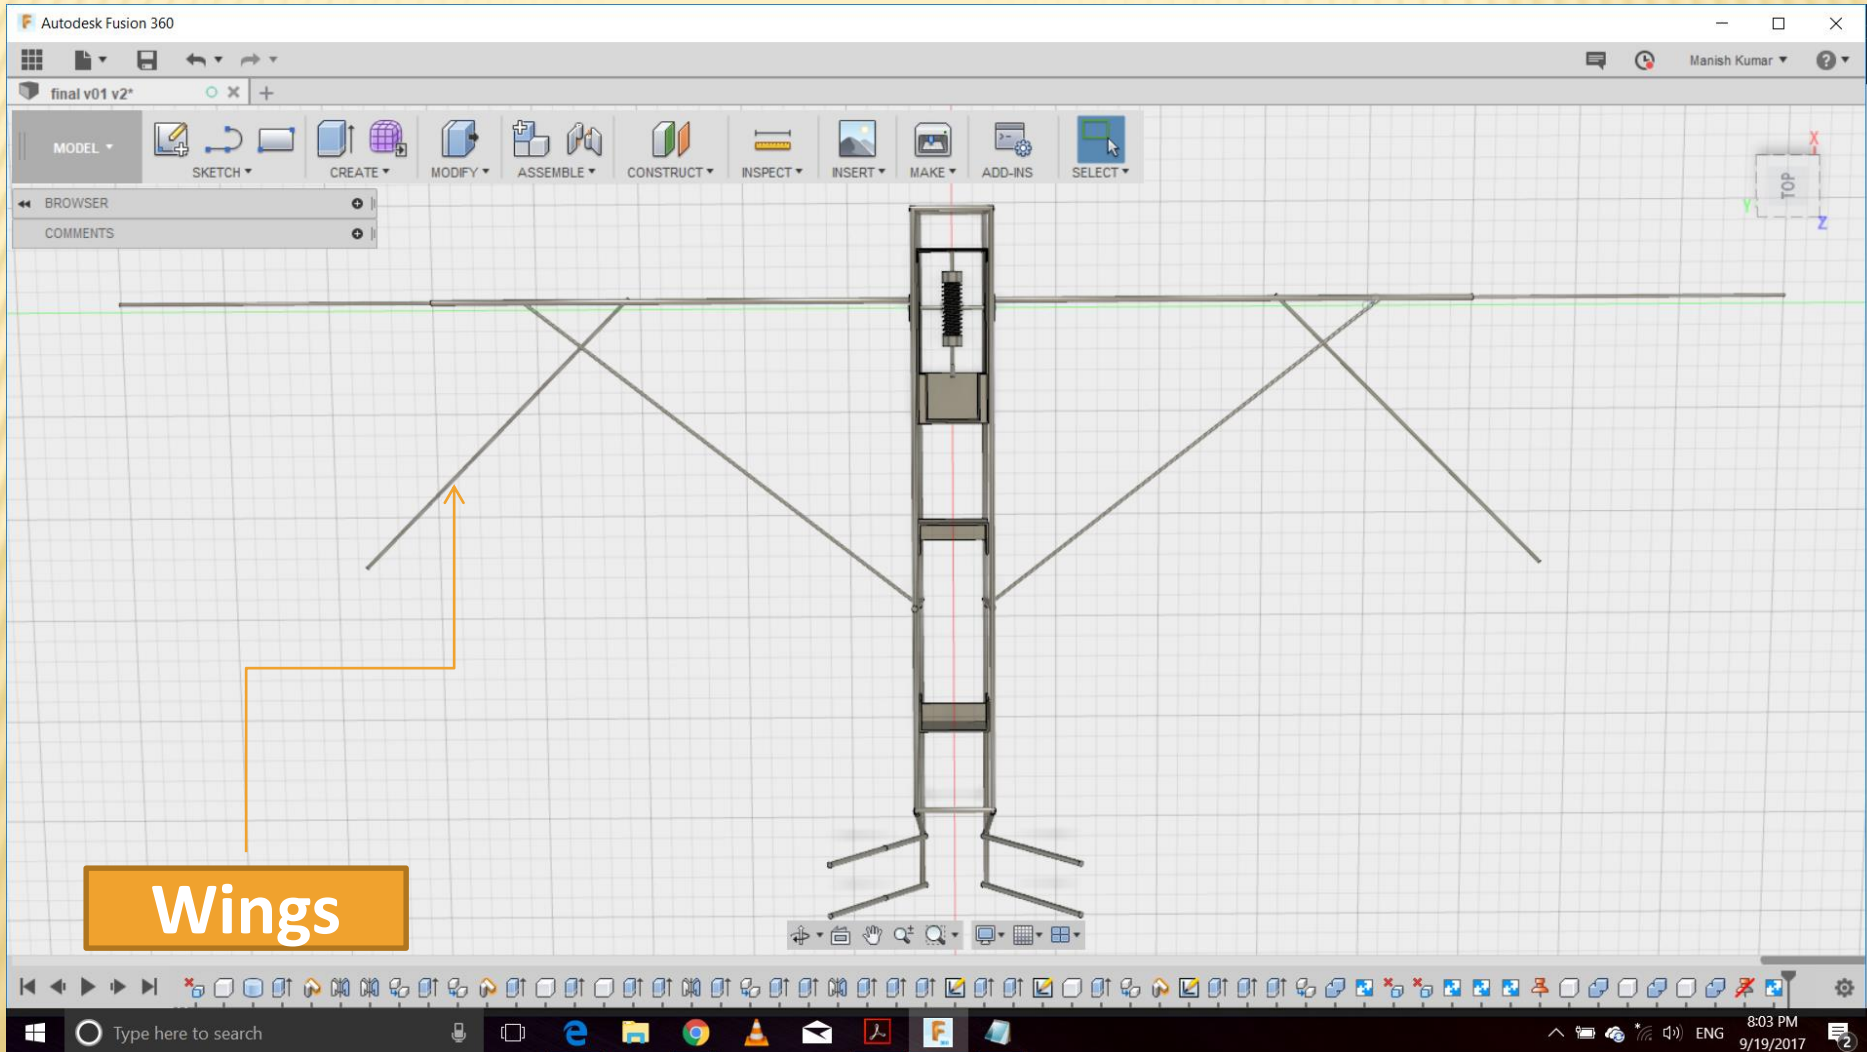 Autodesk Fusion 360
Manish Kumar
final v01 v2*
MODEL
SKETCH
CREATE
MODIFY
ASSEMBLE
CONSTRUCT
INSPECT
INSERT
MAKE
ADD-INS
SELECT
BROWSER
COMMENTS
X
TOP
Y
Z
Wings
Type here to search
ENG
8:03 PM
9/19/2017
2